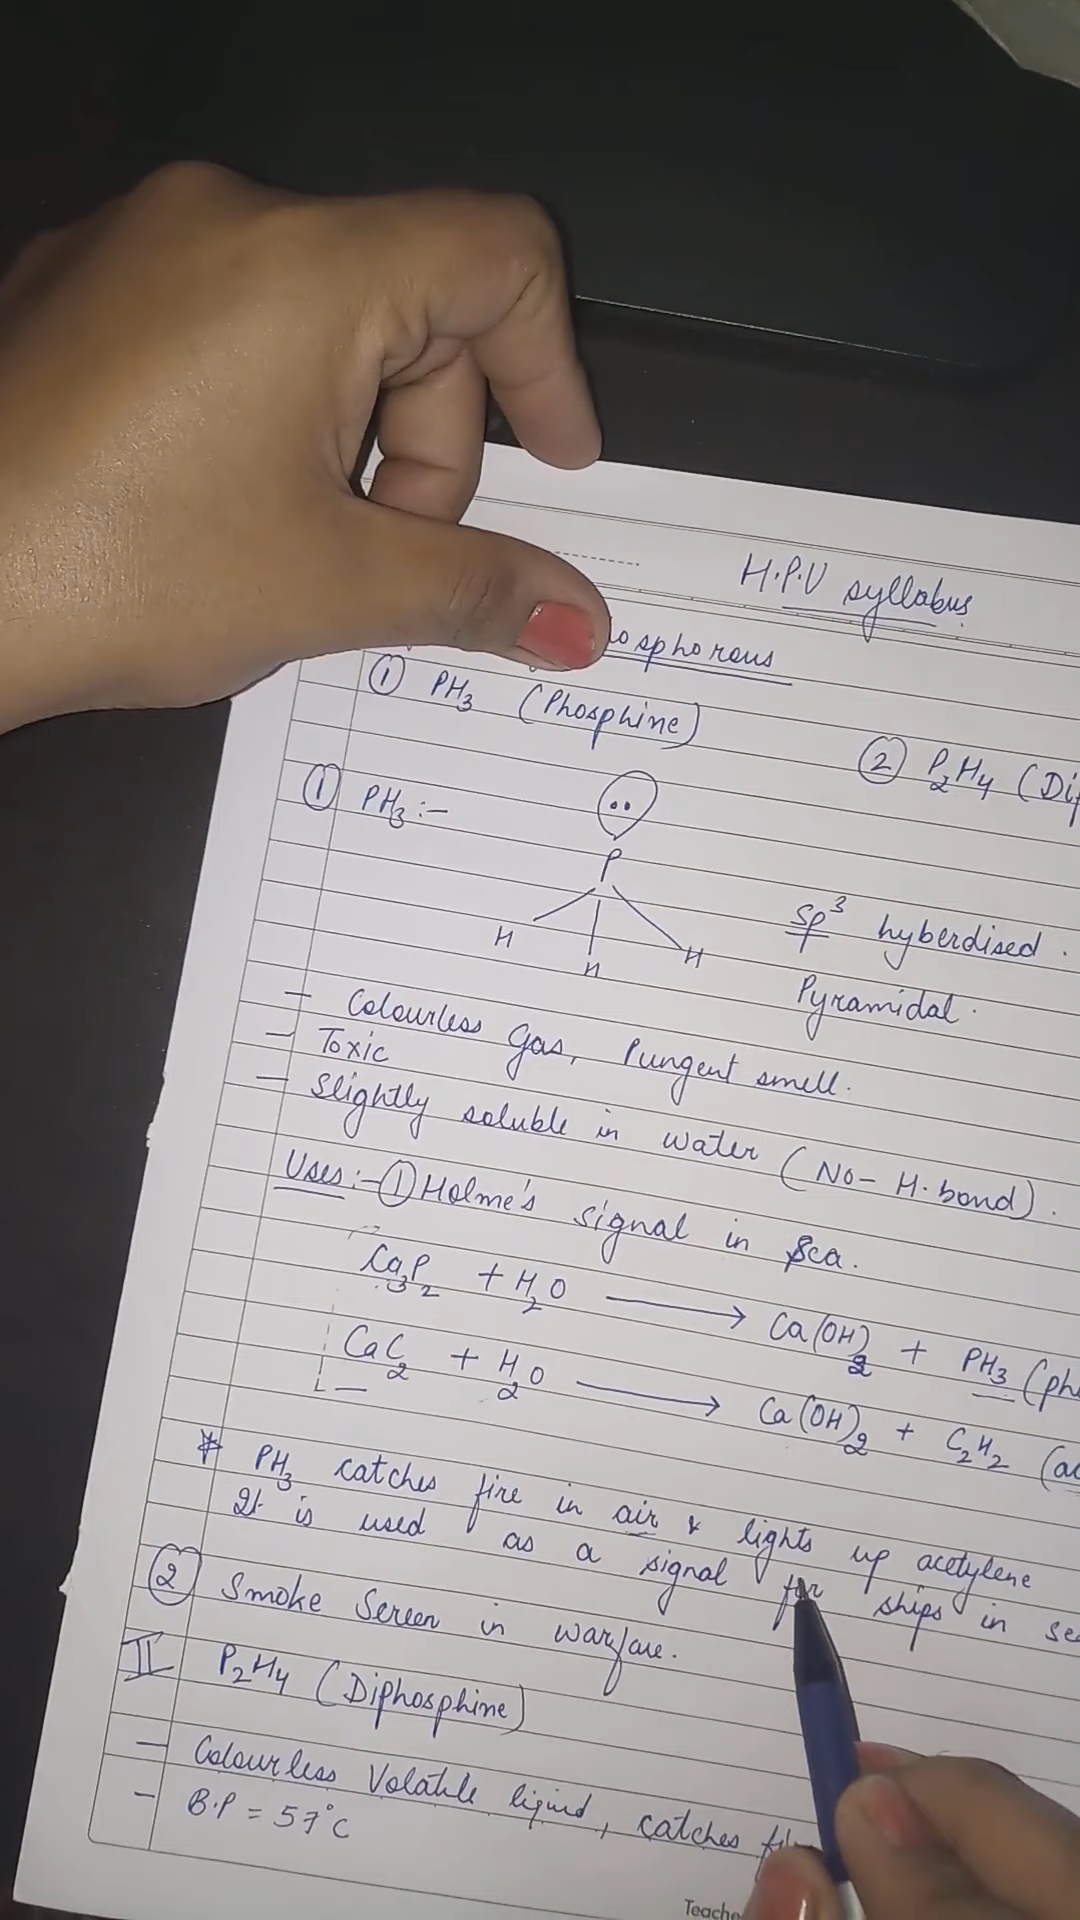 H.P.V syllabus
osphorous
① PH3 (Phosphine)
② P2H4 (Di
① PH3 :-
P
H H H
Sp3 hyberdised.
Pyramidal.
- Colourless Gas, Pungent smell.
- Toxic
- Slightly soluble in water (No- H.bond).
Uses :- ① Holme's signal in sea.
Ca3P2 + H2O ⟶ Ca(OH)2 + PH3 (ph
CaC2 + H2O ⟶ Ca(OH)2 + C2H2 (ac
* PH3 catches fire in air & lights up acetylene
It is used as a signal for ships in sea
② Smoke Screen in warfare.
II P2H4 (Diphosphine)
- Colourless Volatile liquid, catches
- B.P = 57°C
Teache